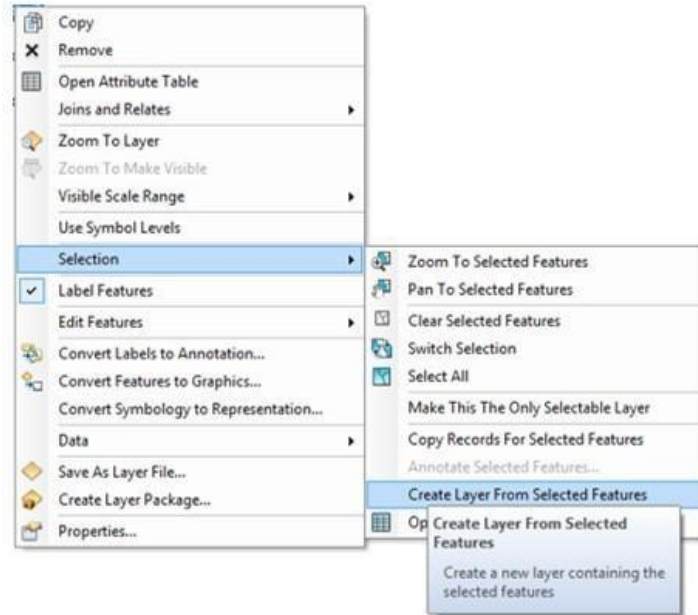 Copy
Remove
Open Attribute Table
Joins and Relates
Zoom To Layer
Zoom To Make Visible
Visible Scale Range
Use Symbol Levels
Selection
Label Features
Edit Features
Convert Labels to Annotation...
Convert Features to Graphics...
Convert Symbology to Representation...
Data
Save As Layer File...
Create Layer Package...
Properties...
Zoom To Selected Features
Pan To Selected Features
Clear Selected Features
Switch Selection
Select All
Make This The Only Selectable Layer
Copy Records For Selected Features
Annotate Selected Features...
Create Layer From Selected Features
Create Layer From Selected
Features
Create a new layer containing the
selected features